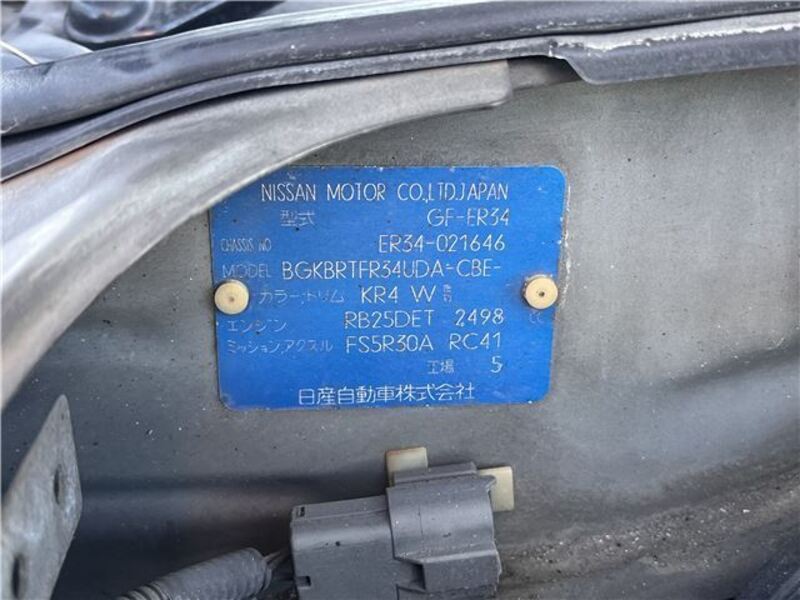 NISSAN MOTOR CO.,LTD.JAPAN
型式 GF-ER34
CHASSIS NO ER34-021646
MODEL BGKBRTFR34UDA-CBE-
カラー・トリム KR4 W
エンジン RB25DET 2498 CC
ミッション,アクスル FS5R30A RC41
工場 5
日産自動車株式会社